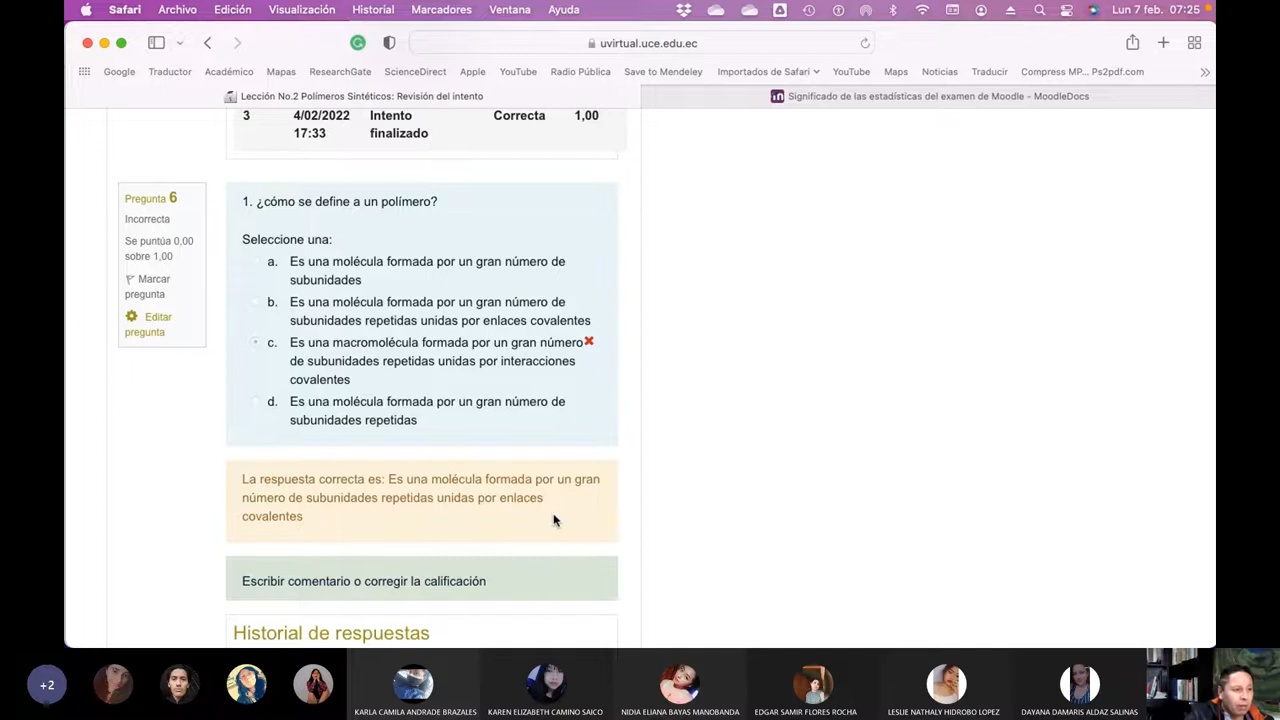 Safari Archivo Edición Visualización Historial Marcadores Ventana Ayuda Lun 7 feb. 07:25
uvirtual.uce.edu.ec
Google Traductor Académico Mapas ResearchGate ScienceDirect Apple YouTube Radio Pública Save to Mendeley Importados de Safari YouTube Maps Noticias Traducir Compress MP... Ps2pdf.com
Lección No.2 Polímeros Sintéticos: Revisión del intento
Significado de las estadísticas del examen de Moodle - MoodleDocs
3 4/02/2022 Intento Correcta 1,00
17:33 finalizado
Pregunta 6
Incorrecta
Se puntúa 0,00
sobre 1,00
Marcar
pregunta
Editar
pregunta
1. ¿cómo se define a un polímero?
Seleccione una:
a. Es una molécula formada por un gran número de
subunidades
b. Es una molécula formada por un gran número de
subunidades repetidas unidas por enlaces covalentes
c. Es una macromolécula formada por un gran número
de subunidades repetidas unidas por interacciones
covalentes
d. Es una molécula formada por un gran número de
subunidades repetidas
La respuesta correcta es: Es una molécula formada por un gran
número de subunidades repetidas unidas por enlaces
covalentes
Escribir comentario o corregir la calificación
Historial de respuestas
+2
KARLA CAMILA ANDRADE BRAZALES
KAREN ELIZABETH CAMINO SAICO
NIDIA ELIANA BAYAS MANOBANDA
EDGAR SAMIR FLORES ROCHA
LESLIE NATHALY HIDROBO LOPEZ
DAYANA DAMARIS ALDAZ SALINAS